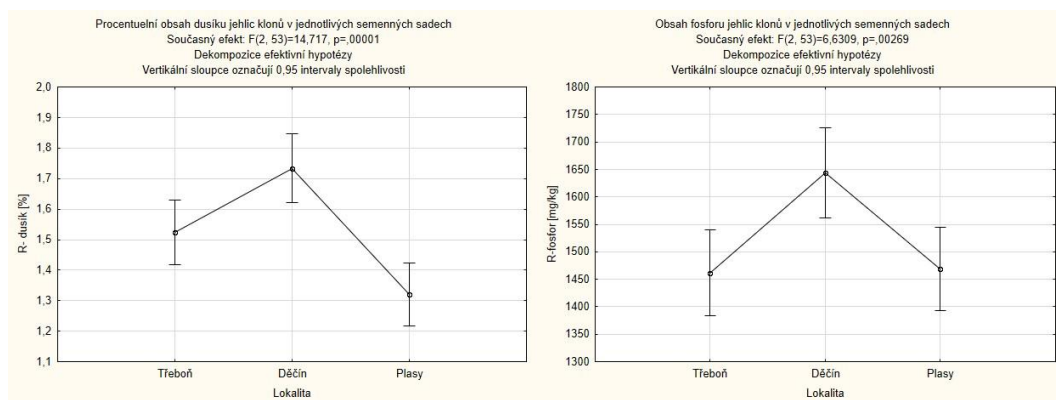 Procentuelní obsah dusíku jehlic klonů v jednotlivých semenných sadech
Současný efekt: F(2, 53)=14,717, p=,00001
Dekompozice efektivní hypotézy
Vertikální sloupce označují 0,95 intervaly spolehlivosti
2,0
1,9
1,8
1,7
1,6
1,5
1,4
1,3
1,2
1,1
R- dusík [%]
Třeboň Děčín Plasy
Lokalita
Obsah fosforu jehlic klonů v jednotlivých semenných sadech
Současný efekt: F(2, 53)=6,6309, p=,00269
Dekompozice efektivní hypotézy
Vertikální sloupce označují 0,95 intervaly spolehlivosti
1800
1750
1700
1650
1600
1550
1500
1450
1400
1350
1300
R-fosfor [mg/kg]
Třeboň Děčín Plasy
Lokalita